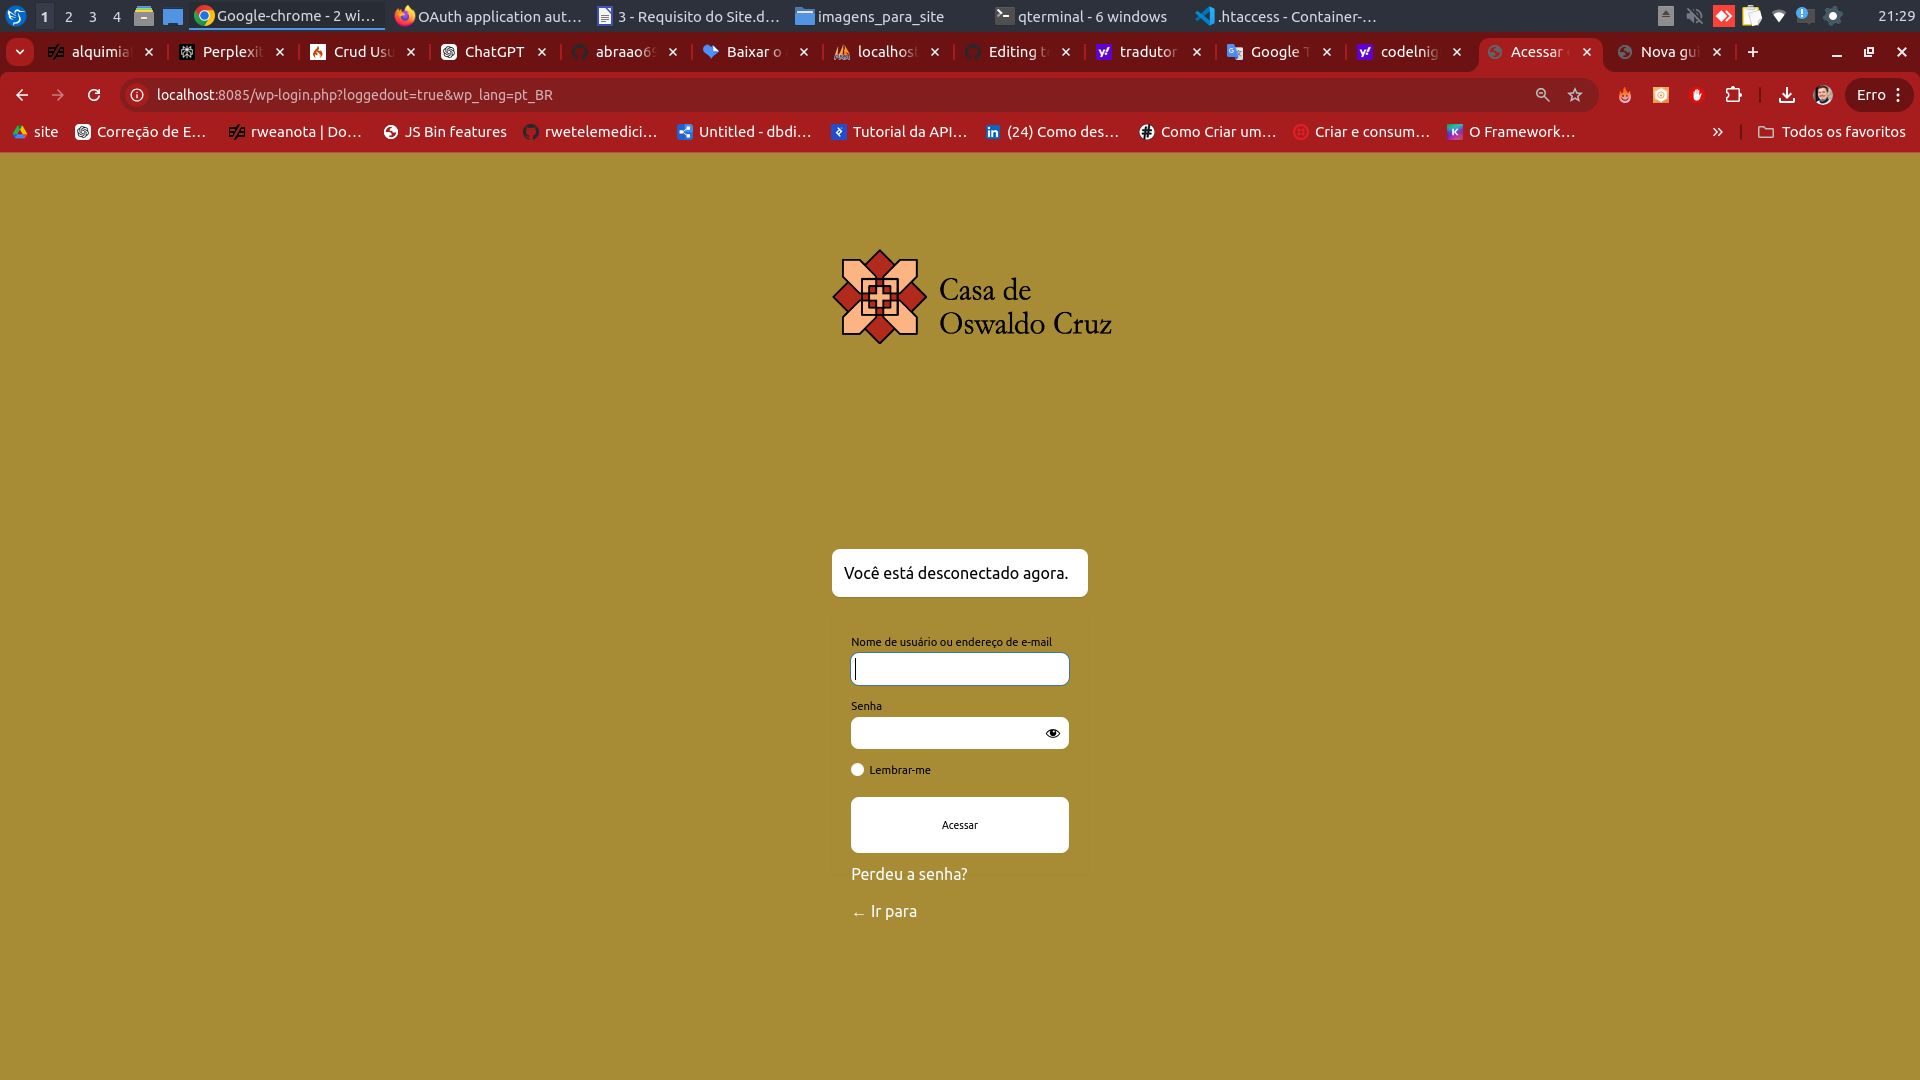 1 2 3 4 Google-chrome - 2 wi... OAuth application aut... 3 - Requisito do Site.d... imagens_para_site qterminal - 6 windows .htaccess - Container-... 21:29
alquimia Perplexit Crud Usu ChatGPT abraao69 Baixar o localhost Editing t tradutor Google T codeInig Acessar Nova gui
localhost:8085/wp-login.php?loggedout=true&wp_lang=pt_BR Erro
site Correção de E... rweanota | Do... JS Bin features rwetelemedici... Untitled - dbdi... Tutorial da API... (24) Como des... Como Criar um... Criar e consum... O Framework... » Todos os favoritos
Casa de
Oswaldo Cruz
Você está desconectado agora.
Nome de usuário ou endereço de e-mail
Senha
Lembrar-me
Acessar
Perdeu a senha?
← Ir para